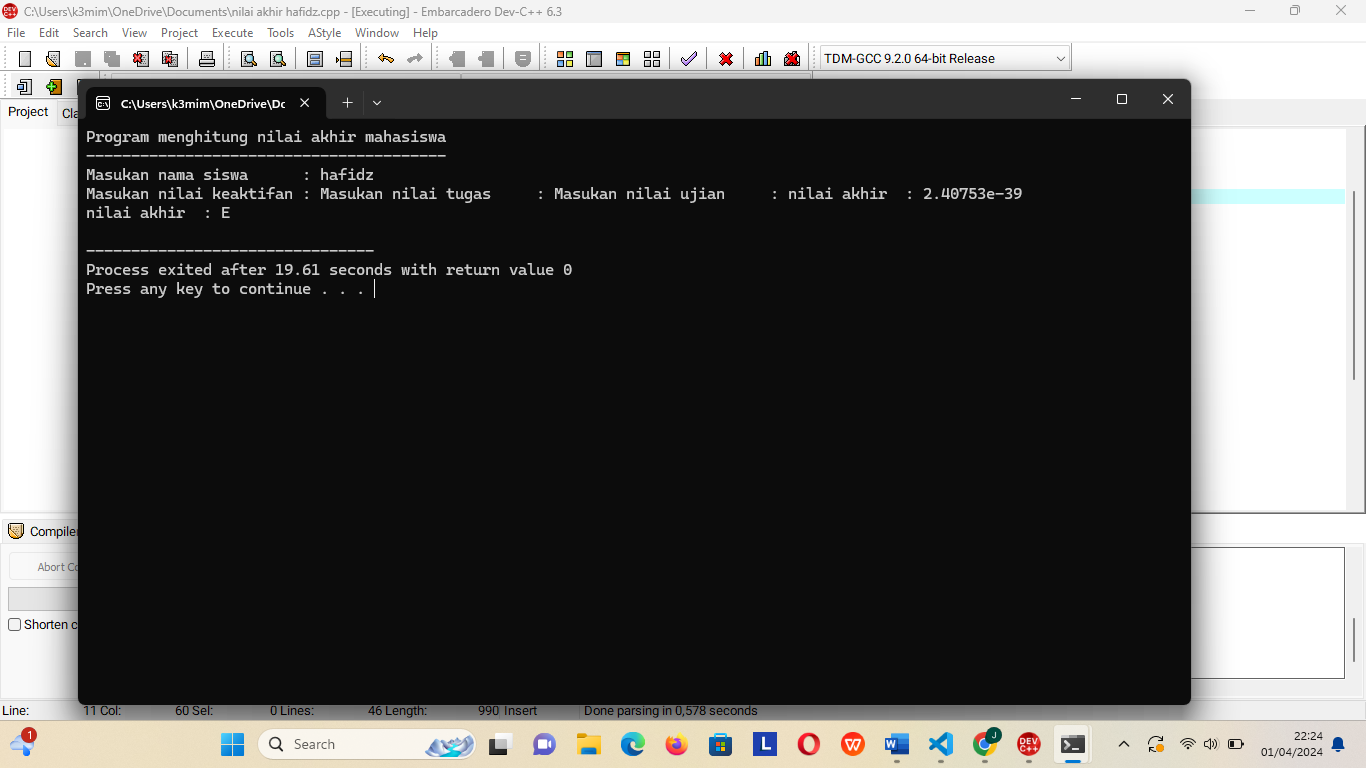 C:\Users\k3mim\OneDrive\Documents\nilai akhir hafidz.cpp - [Executing] - Embarcadero Dev-C++ 6.3
File Edit Search View Project Execute Tools AStyle Window Help
TDM-GCC 9.2.0 64-bit Release
Project
C:\Users\k3mim\OneDrive\Dc
Program menghitung nilai akhir mahasiswa
----------------------------------------
Masukan nama siswa      : hafidz
Masukan nilai keaktifan : Masukan nilai tugas     : Masukan nilai ujian     : nilai akhir  : 2.40753e-39
nilai akhir  : E
--------------------------------
Process exited after 19.61 seconds with return value 0
Press any key to continue . . .
Compiler
Abort
Shorten
Line: 11 Col: 60 Sel: 0 Lines: 46 Length: 990 Insert Done parsing in 0,578 seconds
1
Search
L
W
W
J
DEV C++
22:24
01/04/2024